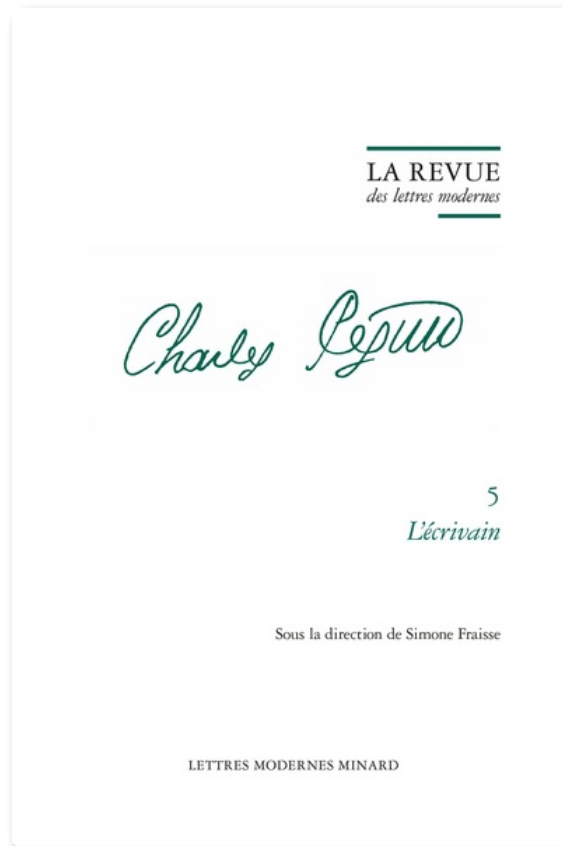 LA REVUE
des lettres modernes
Charles Péguy
5
L'écrivain
Sous la direction de Simone Fraisse
LETTRES MODERNES MINARD